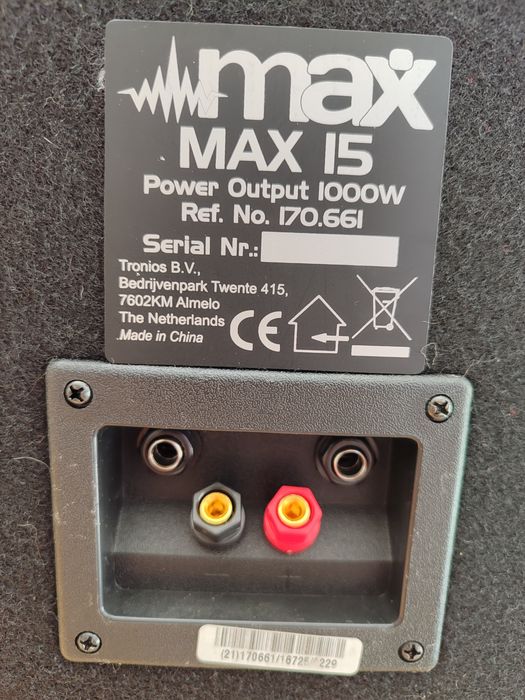 max
MAX 15
Power Output 1000W
Ref. No. 170.661
Serial Nr.:
Tronios B.V.,
Bedrijvenpark Twente 415,
7602KM Almelo
The Netherlands
Made in China
CE